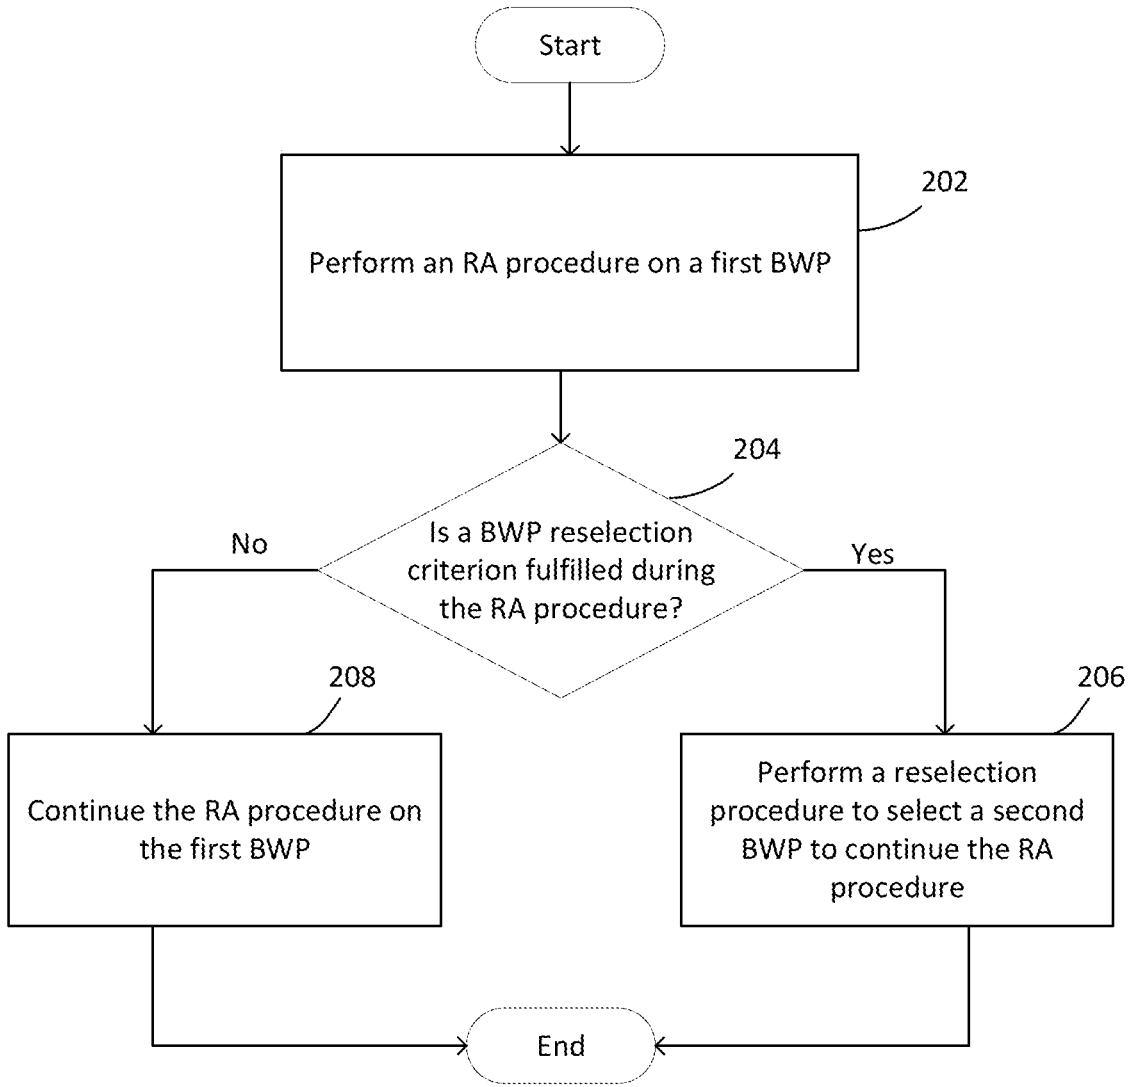 Start
202
Perform an RA procedure on a first BWP
204
Is a BWP reselection
criterion fulfilled during
the RA procedure?
No
Yes
208
206
Continue the RA procedure on
the first BWP
Perform a reselection
procedure to select a second
BWP to continue the RA
procedure
End